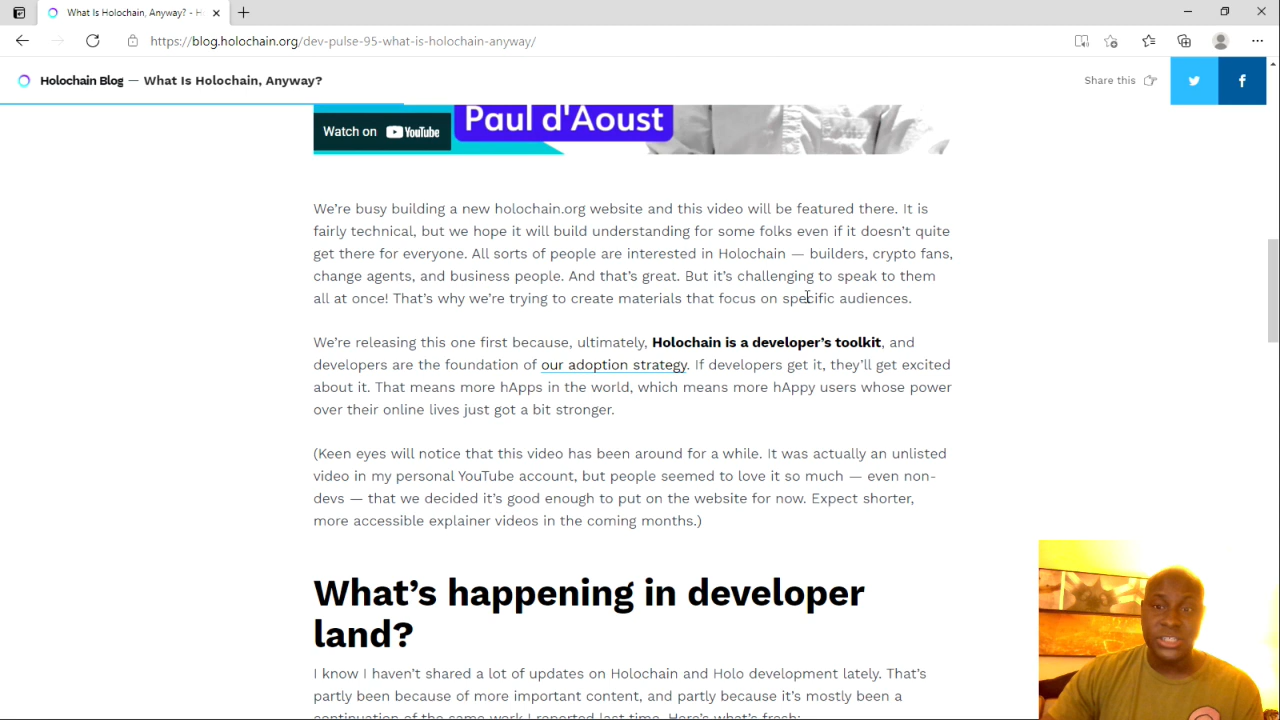 What Is Holochain, Anyway? - H
https://blog.holochain.org/dev-pulse-95-what-is-holochain-anyway/
Holochain Blog — What Is Holochain, Anyway?
Share this
Watch on YouTube
Paul d'Aoust
We're busy building a new holochain.org website and this video will be featured there. It is
fairly technical, but we hope it will build understanding for some folks even if it doesn't quite
get there for everyone. All sorts of people are interested in Holochain — builders, crypto fans,
change agents, and business people. And that's great. But it's challenging to speak to them
all at once! That's why we're trying to create materials that focus on specific audiences.
We're releasing this one first because, ultimately, Holochain is a developer's toolkit, and
developers are the foundation of our adoption strategy. If developers get it, they'll get excited
about it. That means more hApps in the world, which means more hAppy users whose power
over their online lives just got a bit stronger.
(Keen eyes will notice that this video has been around for a while. It was actually an unlisted
video in my personal YouTube account, but people seemed to love it so much — even non-
devs — that we decided it's good enough to put on the website for now. Expect shorter,
more accessible explainer videos in the coming months.)
What's happening in developer
land?
I know I haven't shared a lot of updates on Holochain and Holo development lately. That's
partly been because of more important content, and partly because it's mostly been a
continuation of the same work I reported last time. Here's what's fresh: